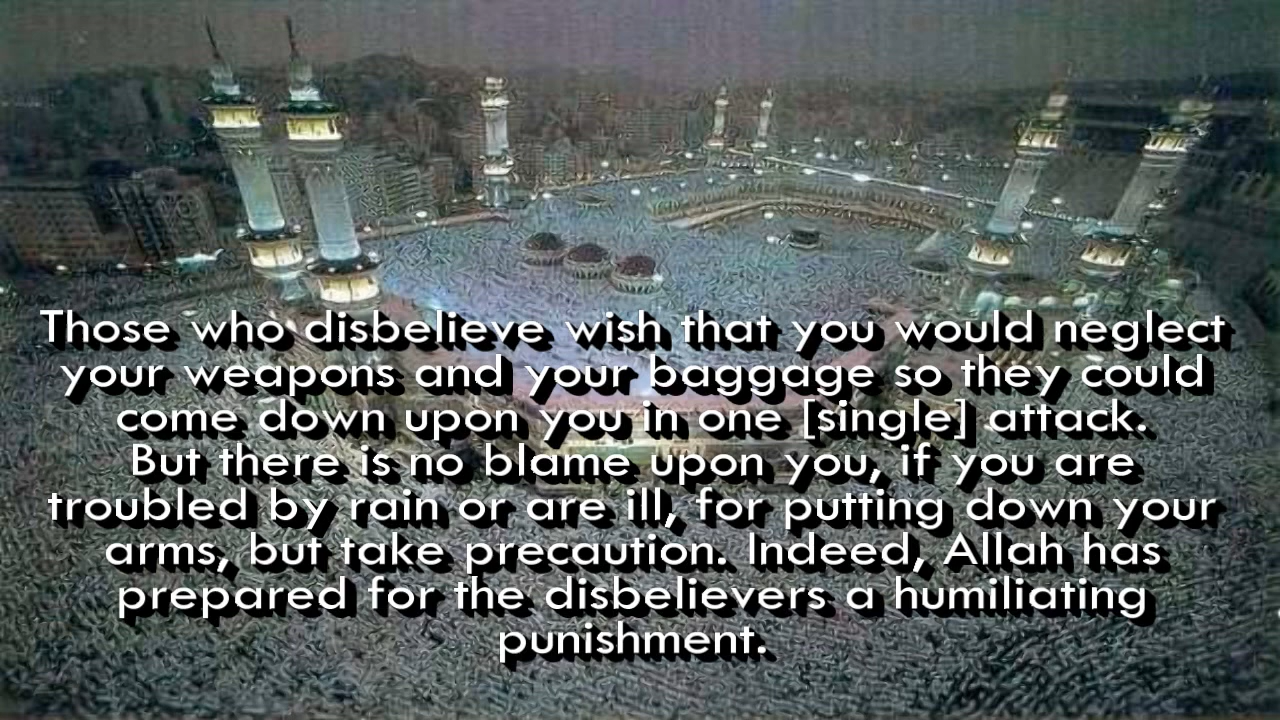 Those who disbelieve wish that you would neglect
your weapons and your baggage so they could
come down upon you in one [single] attack.
But there is no blame upon you, if you are
troubled by rain or are ill, for putting down your
arms, but take precaution. Indeed, Allah has
prepared for the disbelievers a humiliating
punishment.